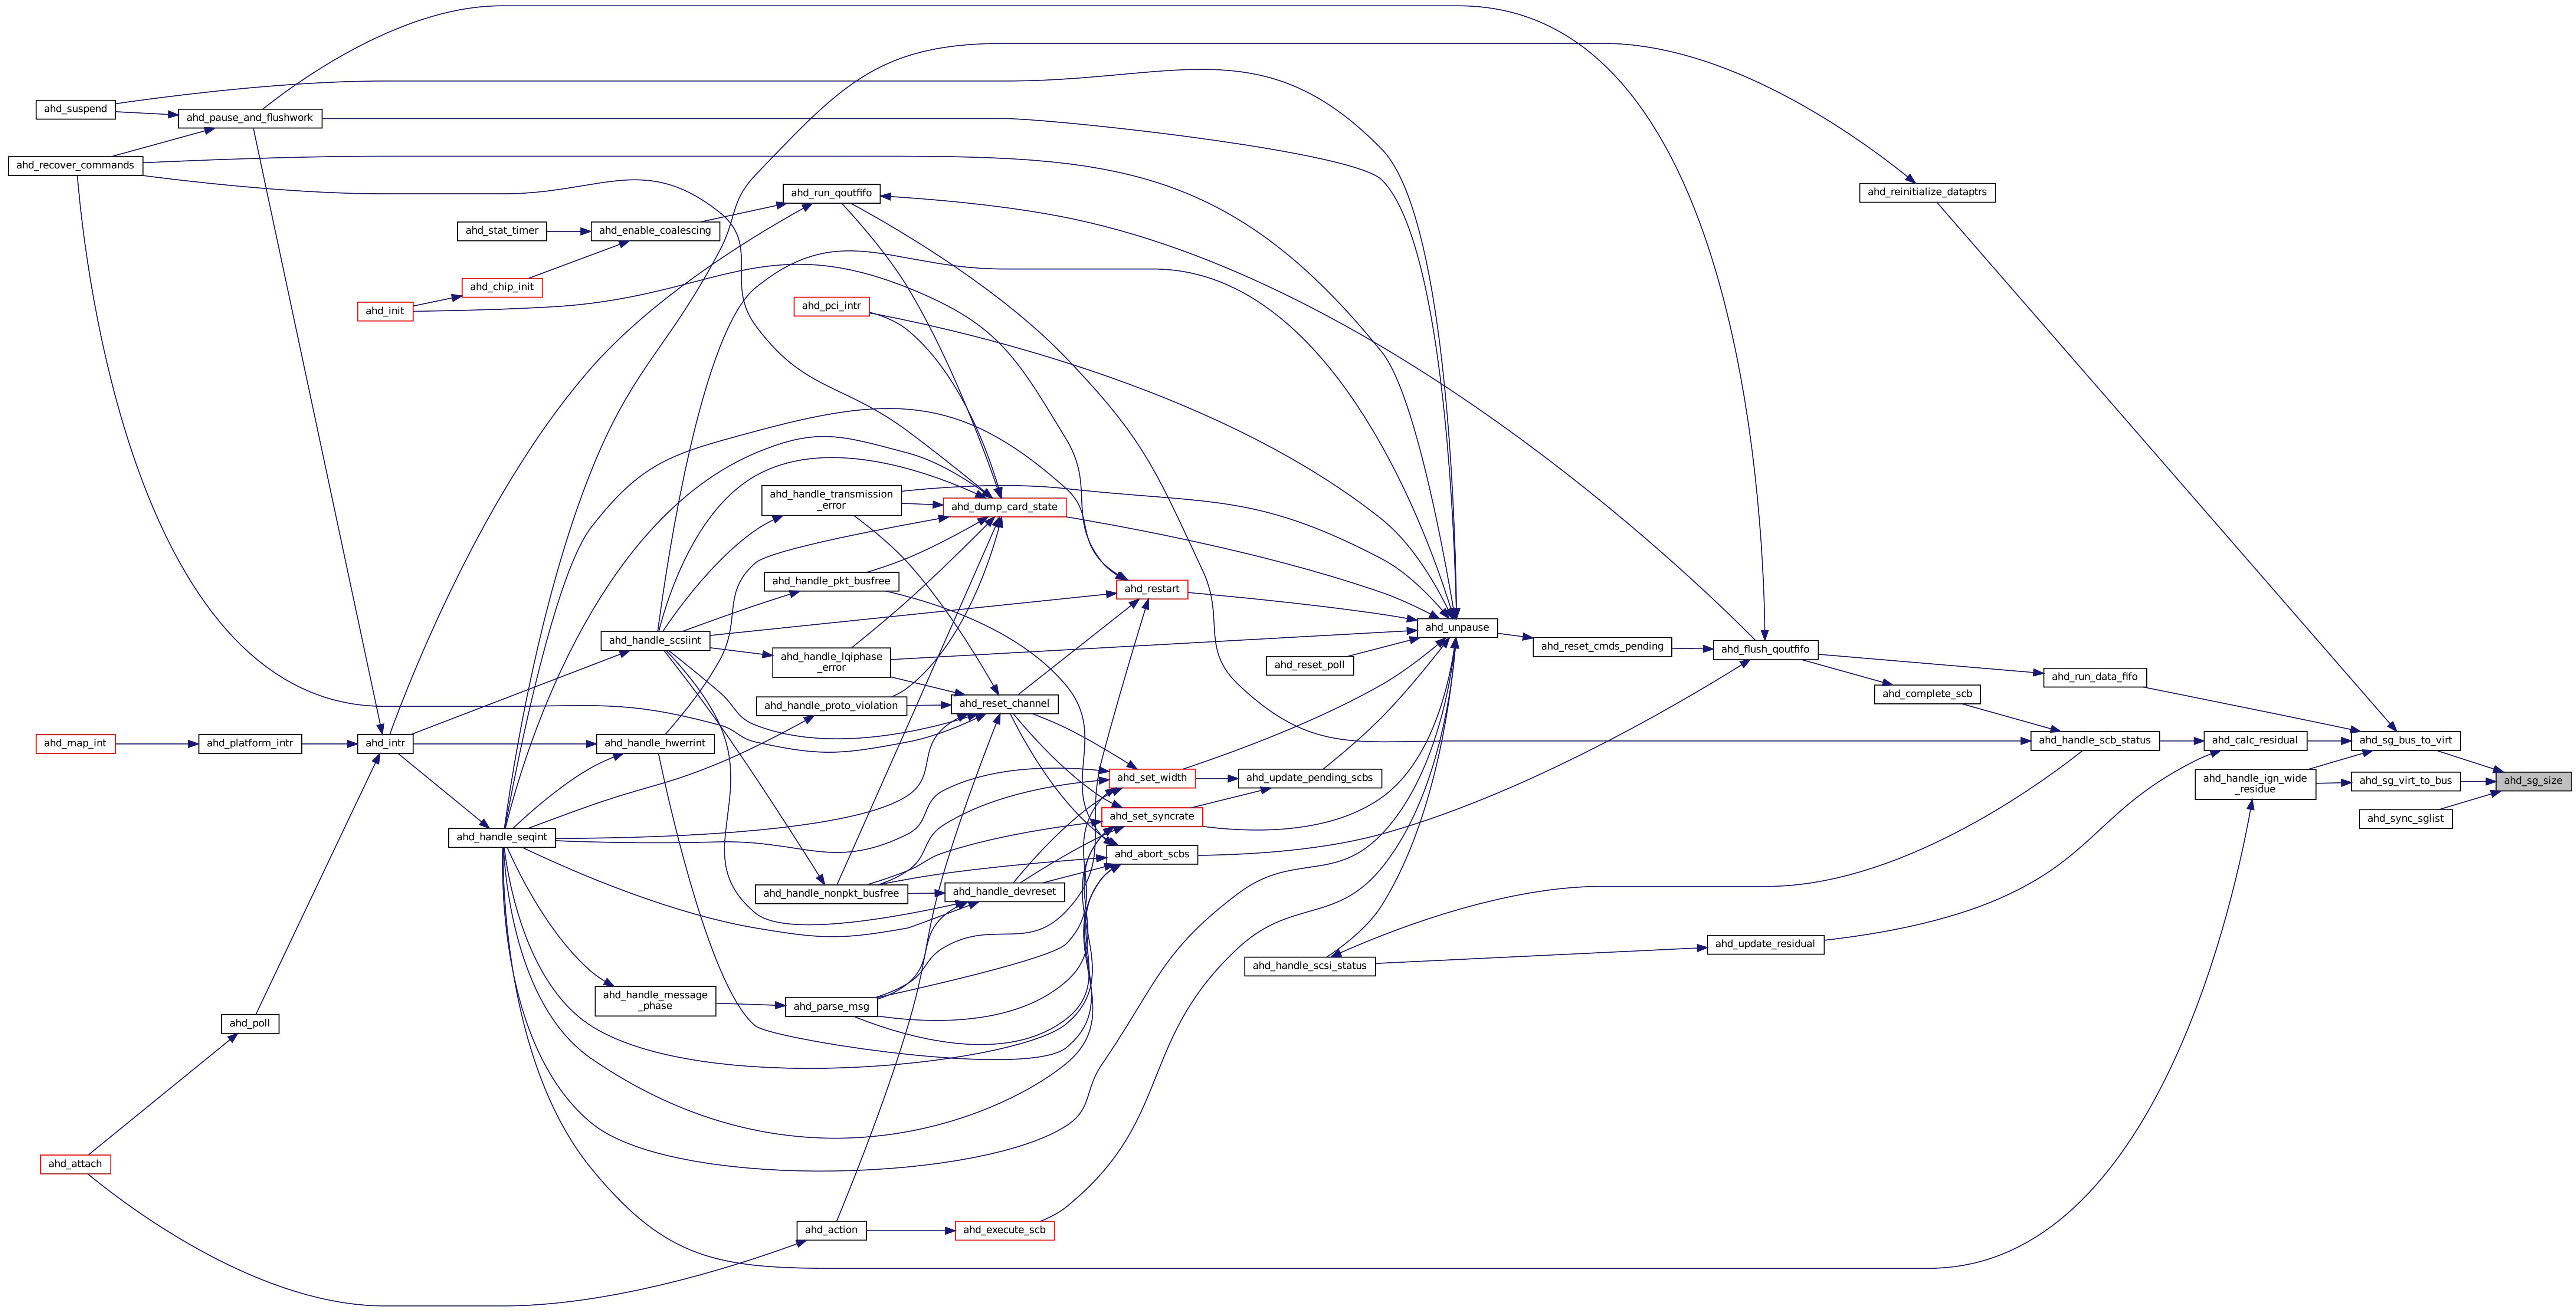 ahd_suspend
ahd_pause_and_flushwork
ahd_recover_commands
ahd_run_qoutfifo
ahd_reinitialize_dataptrs
ahd_stat_timer
ahd_enable_coalescing
ahd_chip_init
ahd_init
ahd_pci_intr
ahd_handle_transmission
_error
ahd_dump_card_state
ahd_handle_pkt_busfree
ahd_restart
ahd_handle_scsiint
ahd_unpause
ahd_reset_cmds_pending
ahd_flush_qoutfifo
ahd_handle_lqiphase
_error
ahd_reset_poll
ahd_run_data_fifo
ahd_complete_scb
ahd_handle_proto_violation
ahd_reset_channel
ahd_map_int
ahd_platform_intr
ahd_intr
ahd_handle_hwerrint
ahd_handle_scb_status
ahd_calc_residual
ahd_sg_bus_to_virt
ahd_set_width
ahd_update_pending_scbs
ahd_handle_ign_wide
_residue
ahd_sg_virt_to_bus
ahd_sg_size
ahd_set_syncrate
ahd_sync_sglist
ahd_handle_seqint
ahd_abort_scbs
ahd_handle_nonpkt_busfree
ahd_handle_devreset
ahd_update_residual
ahd_handle_scsi_status
ahd_handle_message
_phase
ahd_parse_msg
ahd_poll
ahd_attach
ahd_action
ahd_execute_scb